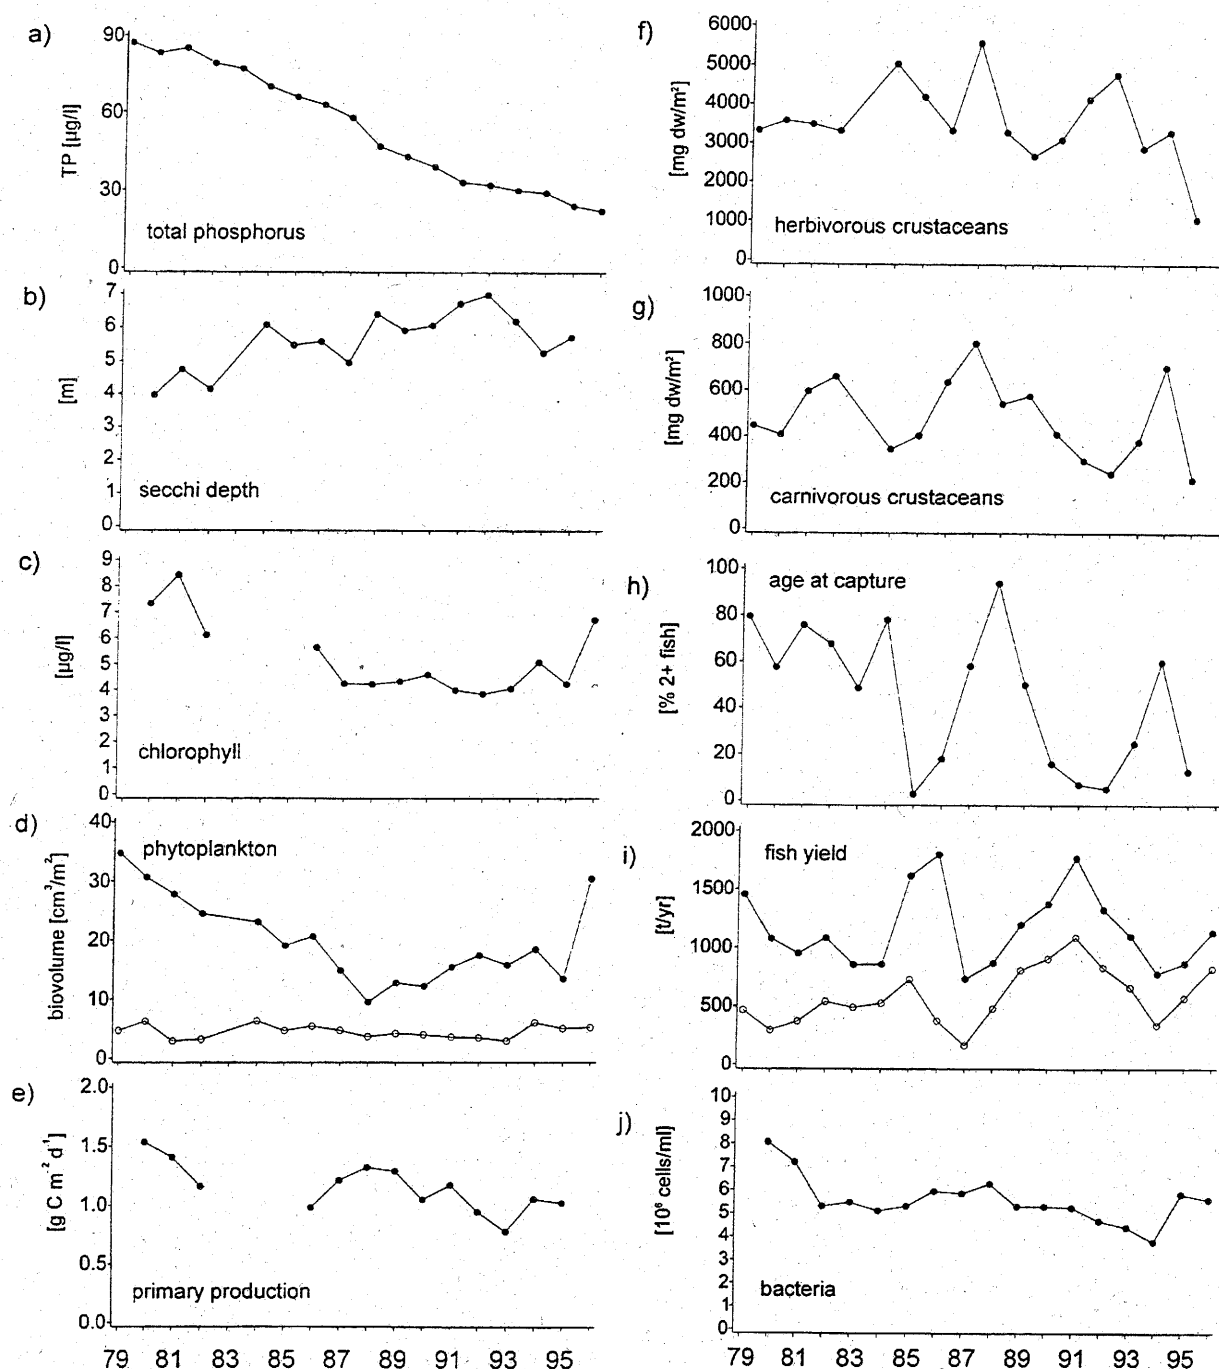 a)
90
60
30
0
TP [µg/l]
total phosphorus
b)
7
6
5
4
3
2
1
0
[m]
secchi depth
c)
9
8
7
6
5
4
3
2
1
0
[µg/l]
chlorophyll
d)
40
30
20
10
0
biovolume [cm³/m²]
phytoplankton
e)
2.0
1.5
1.0
0.5
0.0
[g C m⁻² d⁻¹]
primary production
79 81 83 85 87 89 91 93 95
f)
6000
5000
4000
3000
2000
1000
0
[mg dw/m²]
herbivorous crustaceans
g)
1000
800
600
400
200
0
[mg dw/m²]
carnivorous crustaceans
h)
100
80
60
40
20
0
[% 2+ fish]
age at capture
i)
2000
1500
1000
500
0
[t/yr]
fish yield
j)
10
9
8
7
6
5
4
3
2
1
0
[10⁶ cells/ml]
bacteria
79 81 83 85 87 89 91 93 95